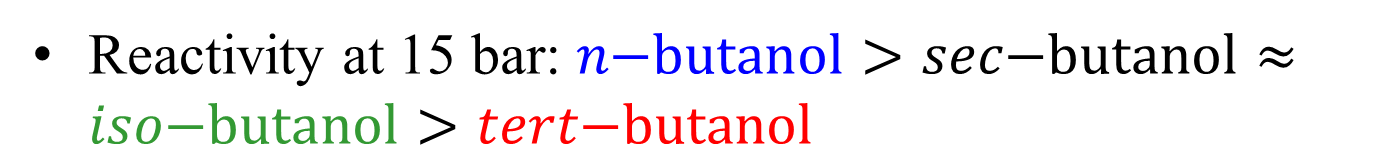 • Reactivity at 15 bar: n−butanol > sec−butanol ≈
iso−butanol > tert−butanol